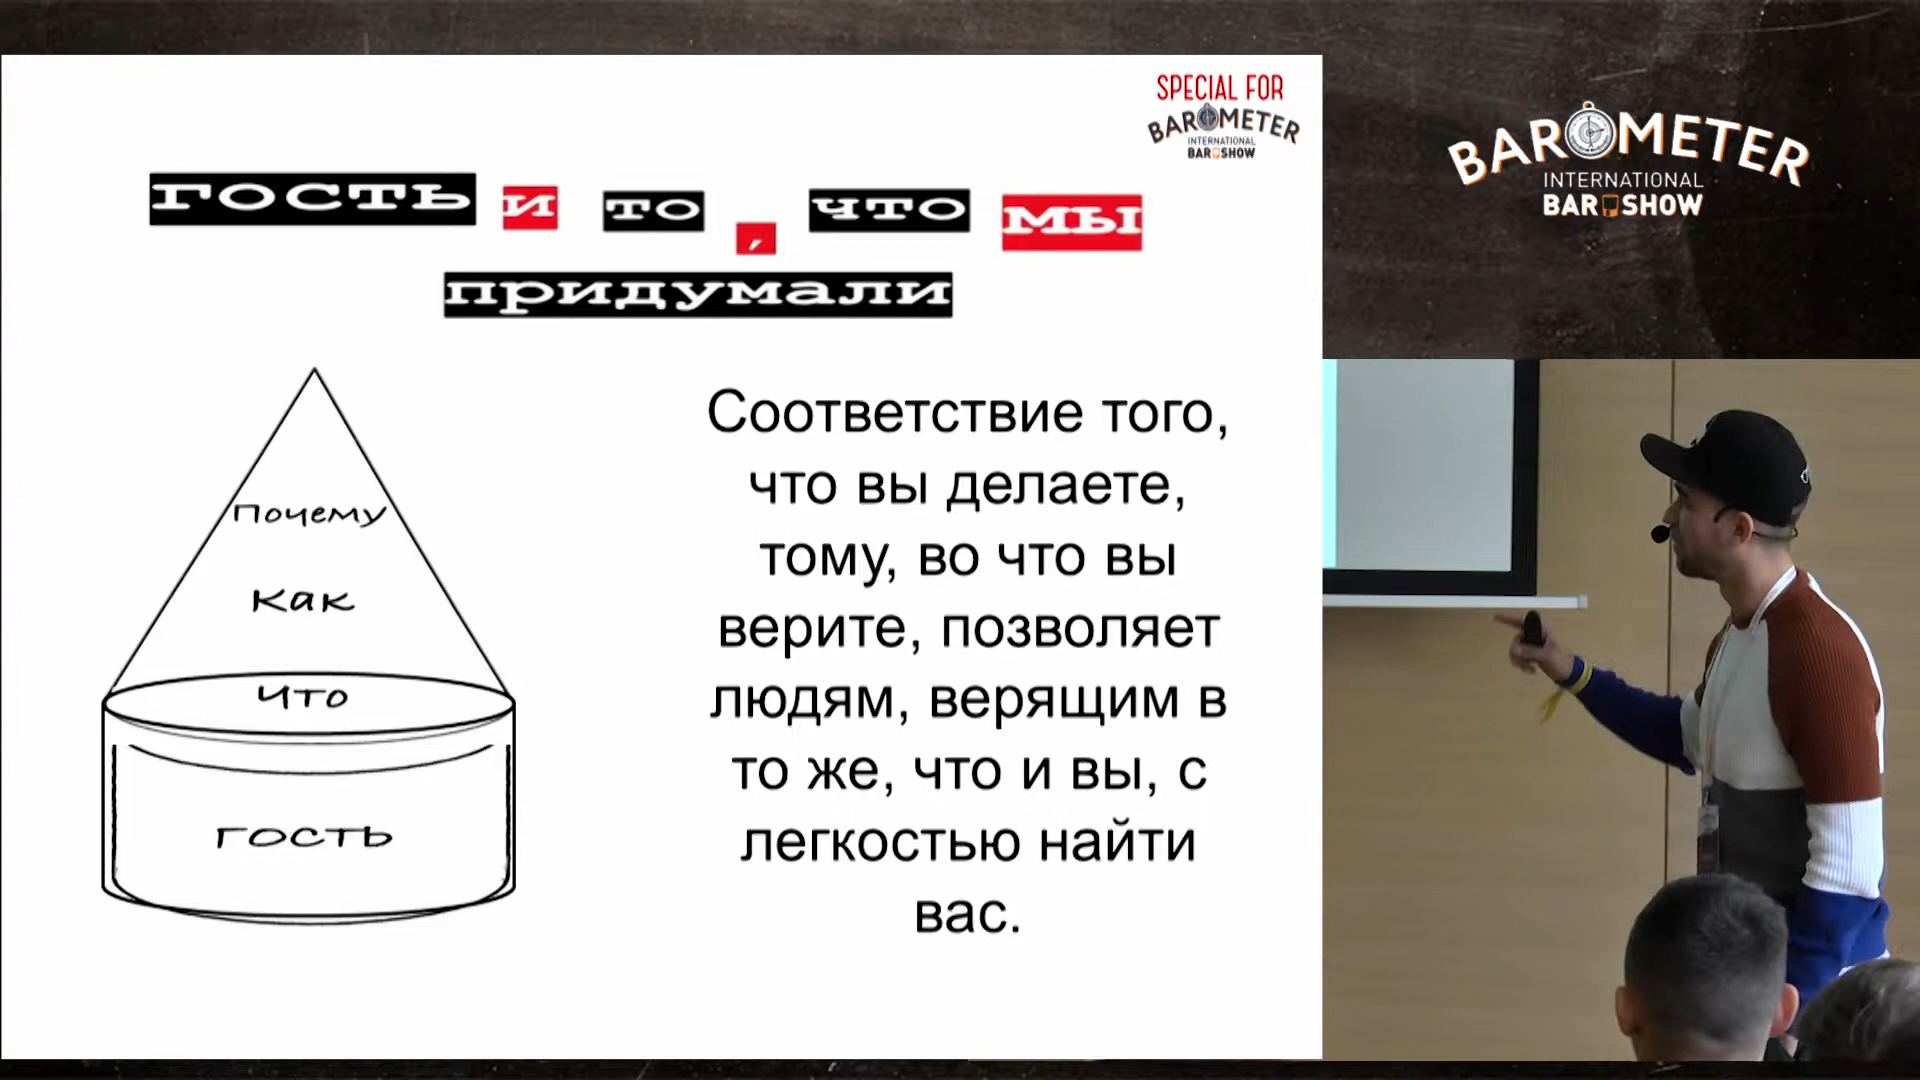 SPECIAL FOR
BAROMETER
INTERNATIONAL
BAR SHOW
гость и то , что мы
придумали
Почему
Как
Что
гость
Соответствие того,
что вы делаете,
тому, во что вы
верите, позволяет
людям, верящим в
то же, что и вы, с
легкостью найти
вас.
BAROMETER
INTERNATIONAL
BAR SHOW